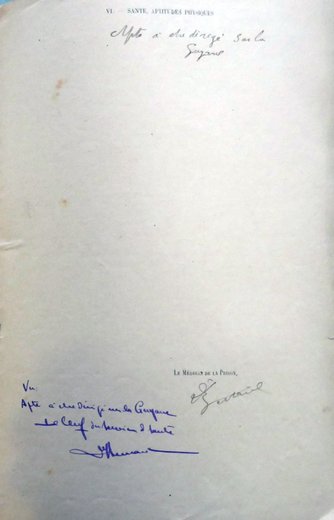 VI. — SANTÉ, APTITUDES PHYSIQUES
Apte à être dirigé sur la
Guyane
LE MÉDECIN DE LA PRISON,
Vu
Apte à être dirigé sur la Guyane
Le Chef du Service de Santé